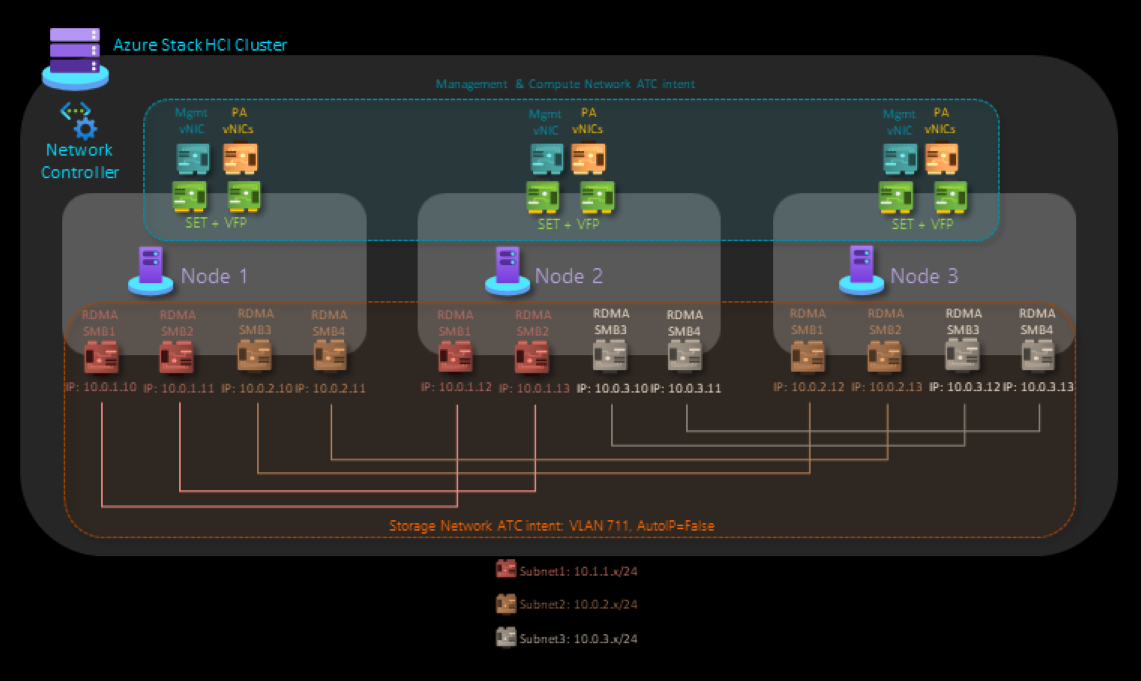 Azure Stack HCI Cluster
Management & Compute Network ATC intent
Network
Controller
Mgmt
vNIC
PA
vNICs
SET + VFP
Mgmt
vNIC
PA
vNICs
SET + VFP
Mgmt
vNIC
PA
vNICs
SET + VFP
Node 1
Node 2
Node 3
RDMA
SMB1
IP: 10.0.1.10
RDMA
SMB2
IP: 10.0.1.11
RDMA
SMB3
IP: 10.0.2.10
RDMA
SMB4
IP: 10.0.2.11
RDMA
SMB1
IP: 10.0.1.12
RDMA
SMB2
IP: 10.0.1.13
RDMA
SMB3
IP: 10.0.3.10
RDMA
SMB4
IP: 10.0.3.11
RDMA
SMB1
IP: 10.0.2.12
RDMA
SMB2
IP: 10.0.2.13
RDMA
SMB3
IP: 10.0.3.12
RDMA
SMB4
IP: 10.0.3.13
Storage Network ATC intent: VLAN 711, AutoIP=False
Subnet1: 10.1.1.x/24
Subnet2: 10.0.2.x/24
Subnet3: 10.0.3.x/24